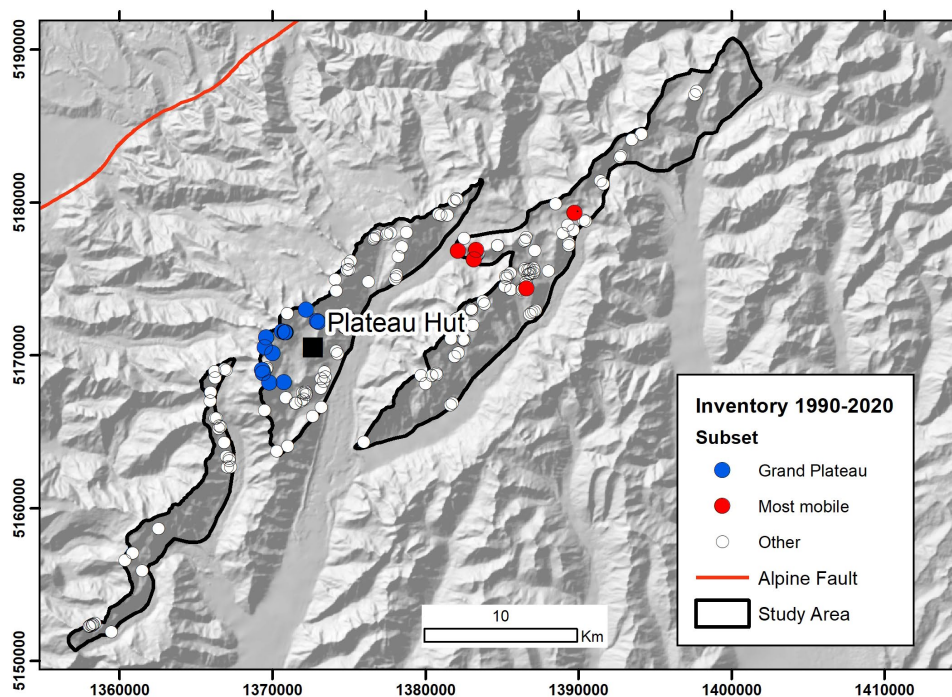 5190000
5180000
5170000
5160000
5150000
Plateau Hut
Inventory 1990-2020
Subset
Grand Plateau
Most mobile
Other
Alpine Fault
Study Area
10
Km
1360000 1370000 1380000 1390000 1400000 1410000